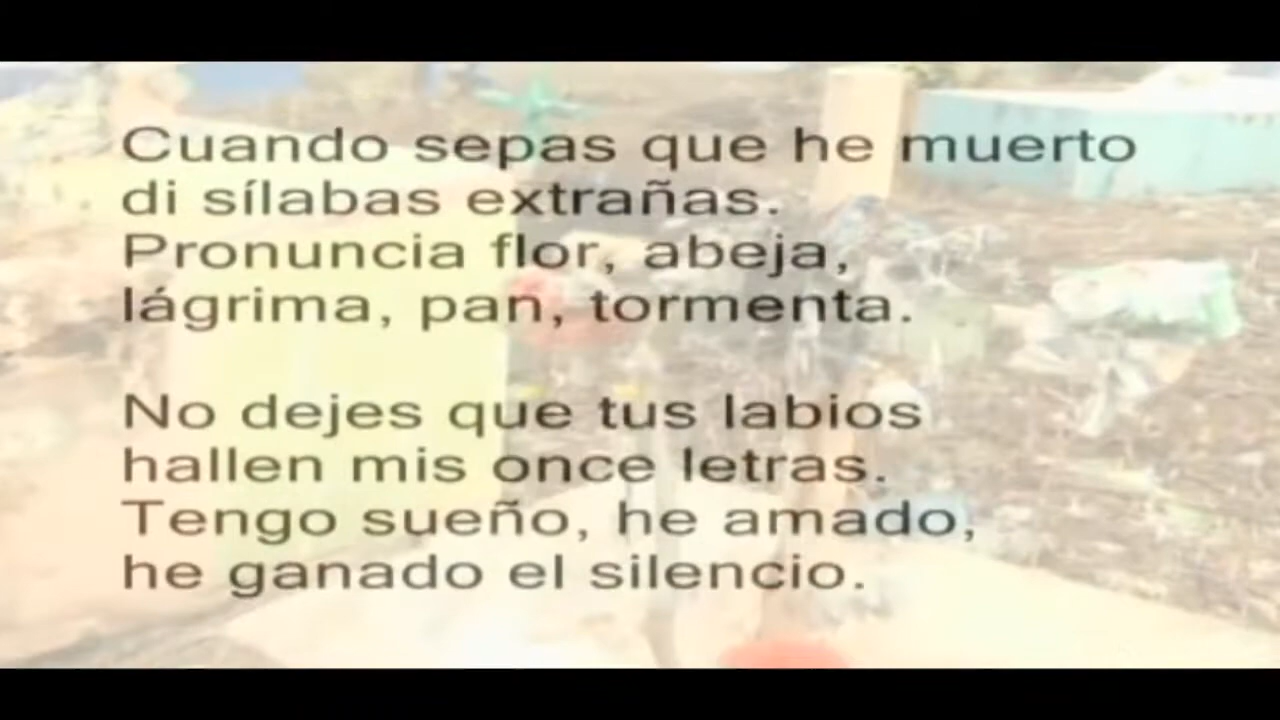 Cuando sepas que he muerto
di sílabas extrañas.
Pronuncia flor, abeja,
lágrima, pan, tormenta.
No dejes que tus labios
hallen mis once letras.
Tengo sueño, he amado,
he ganado el silencio.